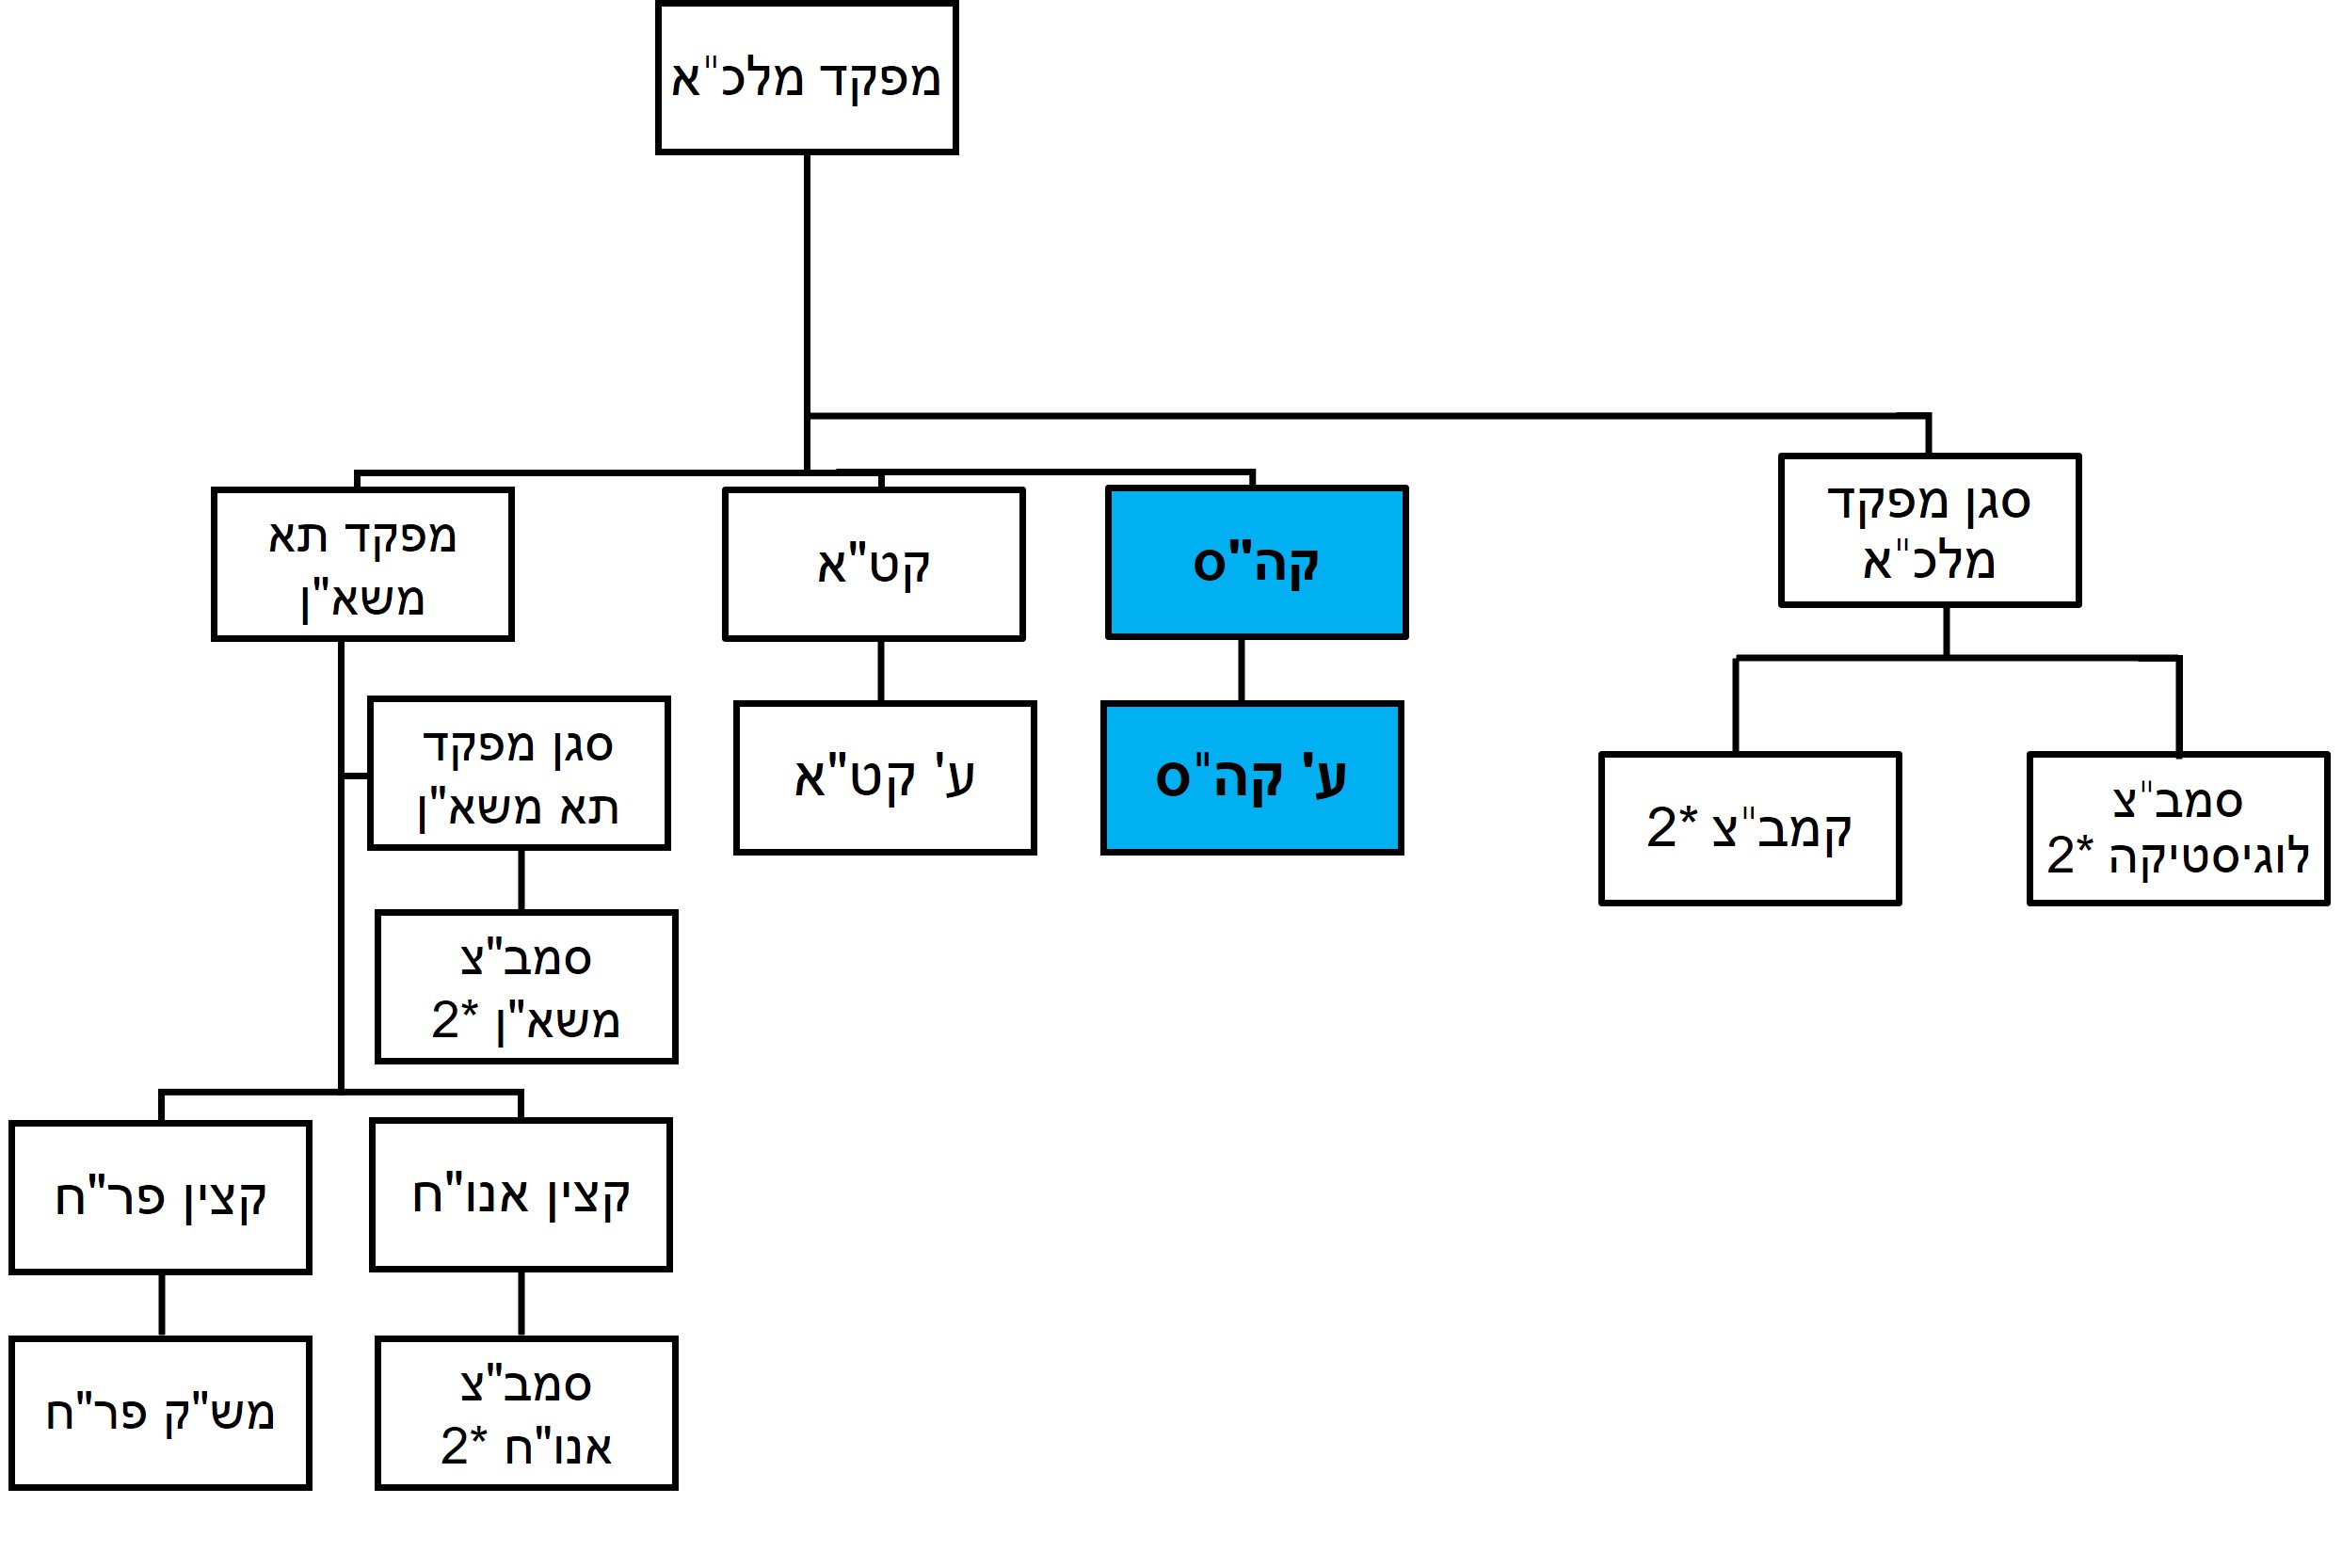 מפקד מלכ"א
סגן מפקד
מלכ"א
קה"ס
קט"א
מפקד תא
משא"ן
סמב"צ
לוגיסטיקה *2
קמב"צ *2
ע' קה"ס
ע' קט"א
סגן מפקד
תא משא"ן
סמב"צ
משא"ן *2
קצין אנו"ח
קצין פר"ח
סמב"צ
אנו"ח *2
מש"ק פר"ח